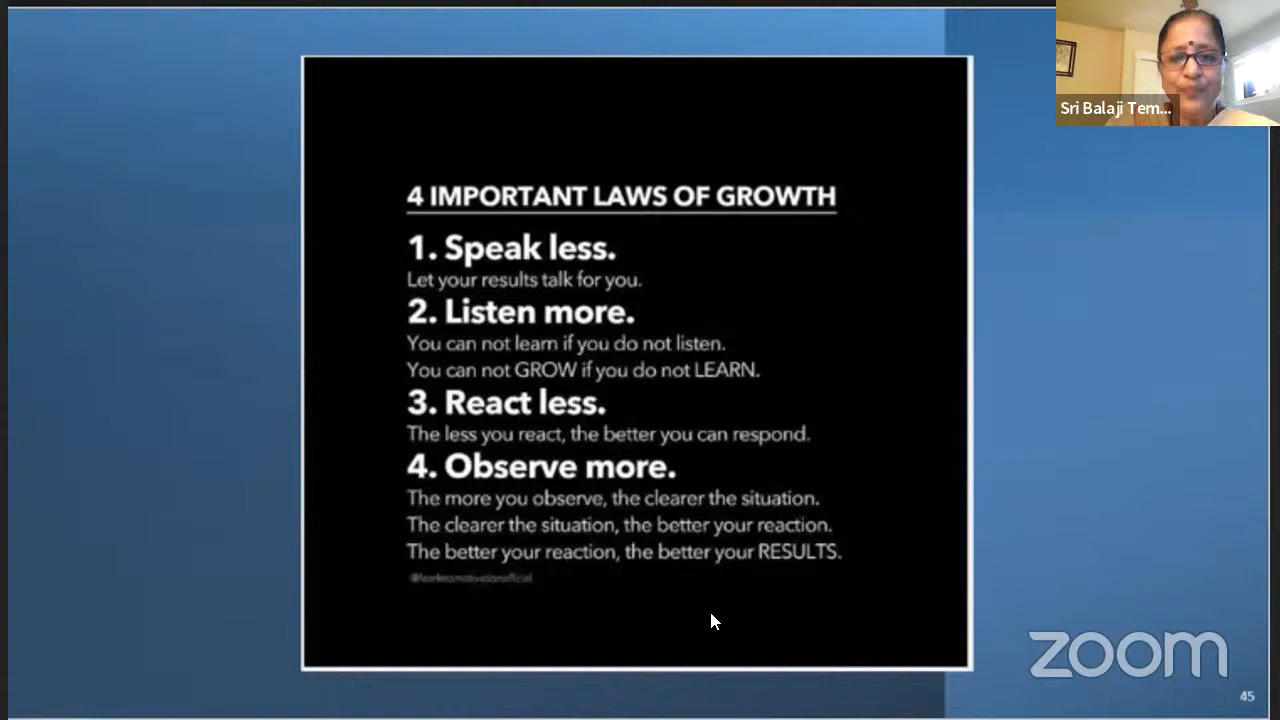 Sri Balaji Tem...
4 IMPORTANT LAWS OF GROWTH
1. Speak less.
Let your results talk for you.
2. Listen more.
You can not learn if you do not listen.
You can not GROW if you do not LEARN.
3. React less.
The less you react, the better you can respond.
4. Observe more.
The more you observe, the clearer the situation.
The clearer the situation, the better your reaction.
The better your reaction, the better your RESULTS.
zoom
45